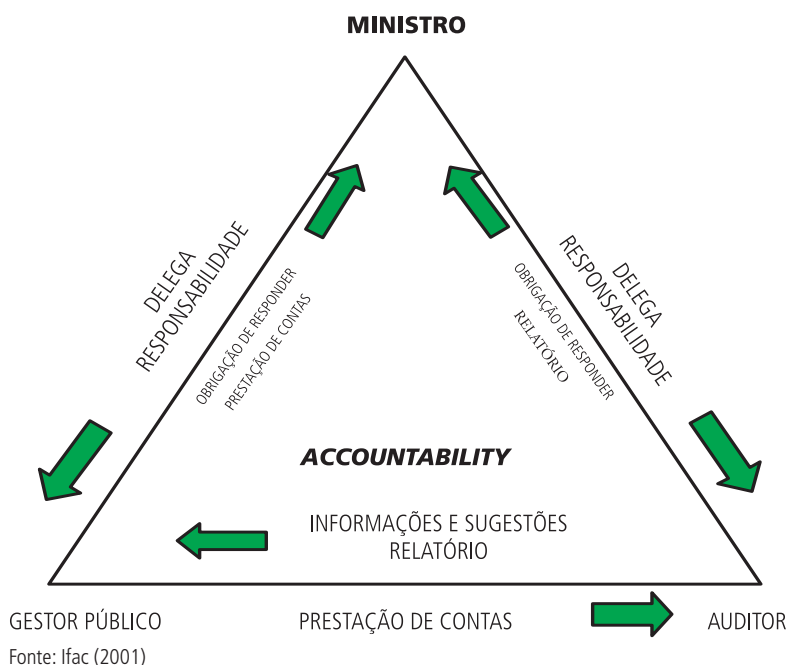 MINISTRO
DELEGA
RESPONSABILIDADE
OBRIGAÇÃO DE RESPONDER
PRESTAÇÃO DE CONTAS
DELEGA
RESPONSABILIDADE
OBRIGAÇÃO DE RESPONDER
RELATÓRIO
ACCOUNTABILITY
INFORMAÇÕES E SUGESTÕES
RELATÓRIO
GESTOR PÚBLICO
PRESTAÇÃO DE CONTAS
AUDITOR
Fonte: Ifac (2001)